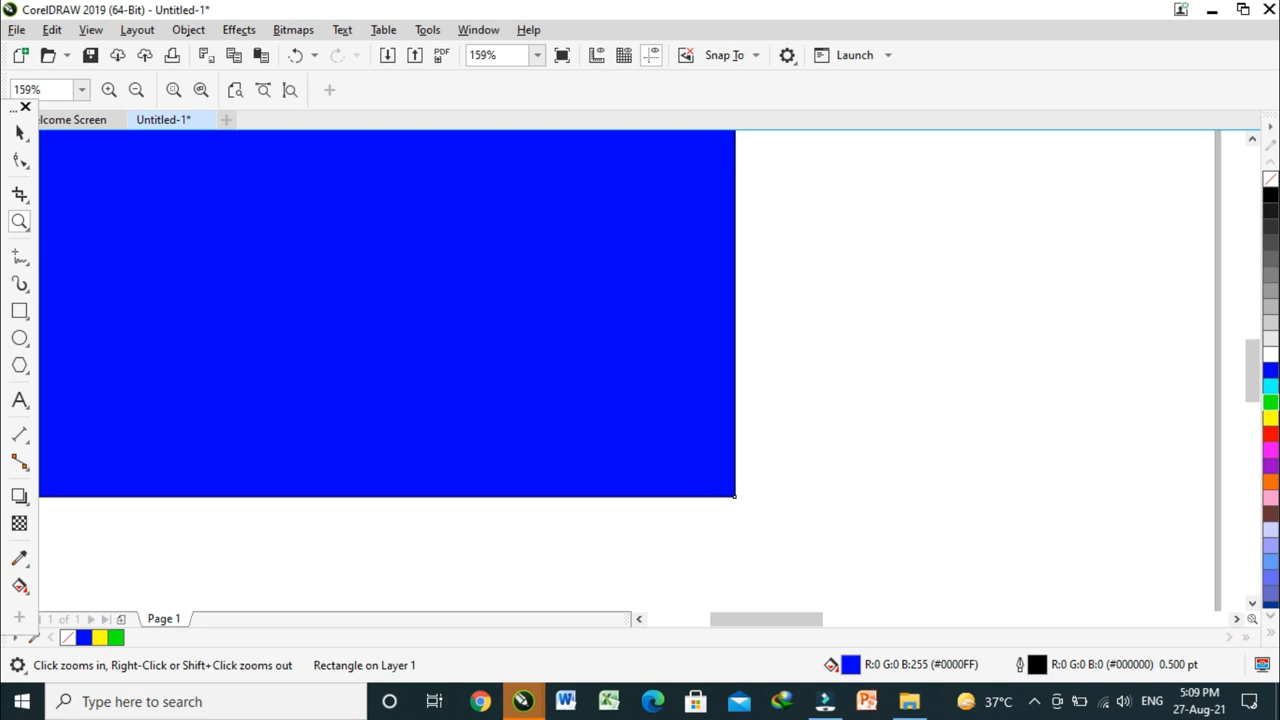 CorelDRAW 2019 (64-Bit) - Untitled-1*
File Edit View Layout Object Effects Bitmaps Text Table Tools Window Help
PDF 159% Snap To Launch
159%
elcome Screen Untitled-1*
1 of 1 Page 1
Click zooms in, Right-Click or Shift+Click zooms out Rectangle on Layer 1 R:0 G:0 B:255 (#0000FF) R:0 G:0 B:0 (#000000) 0.500 pt
Type here to search 37°C ENG 5:09 PM
27-Aug-21